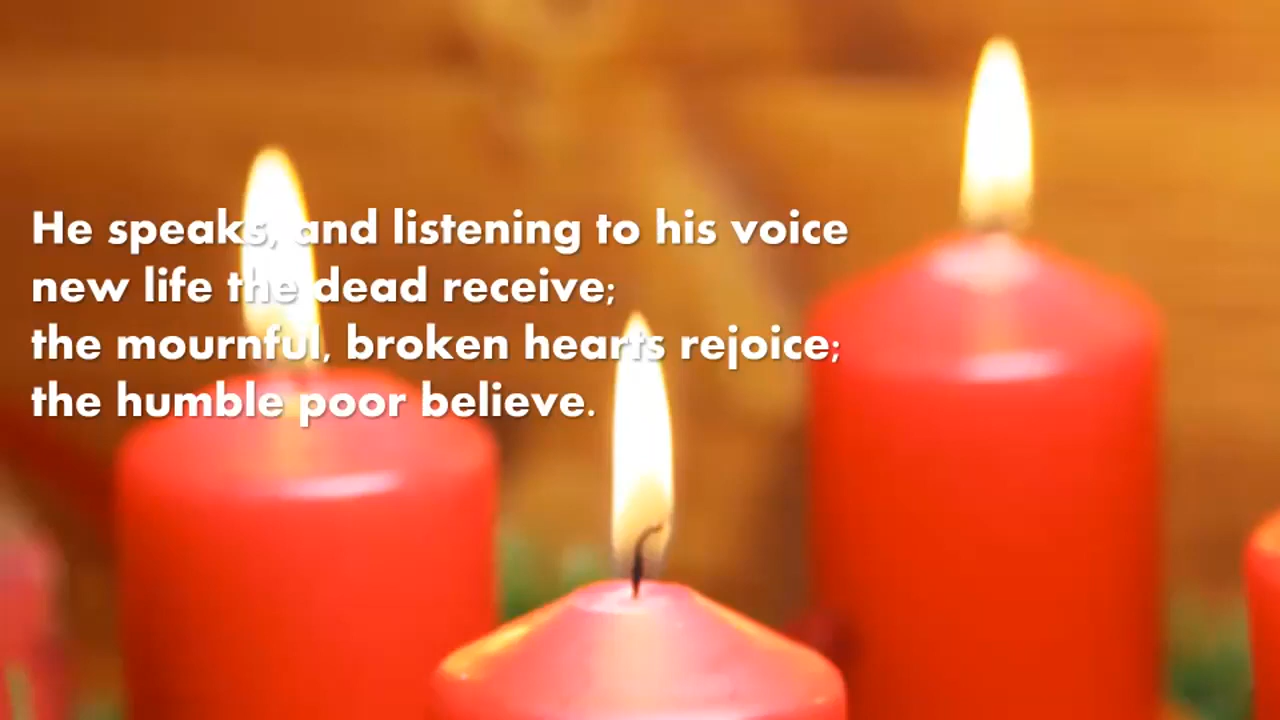 He speaks, and listening to his voice
new life the dead receive;
the mournful, broken hearts rejoice;
the humble poor believe.